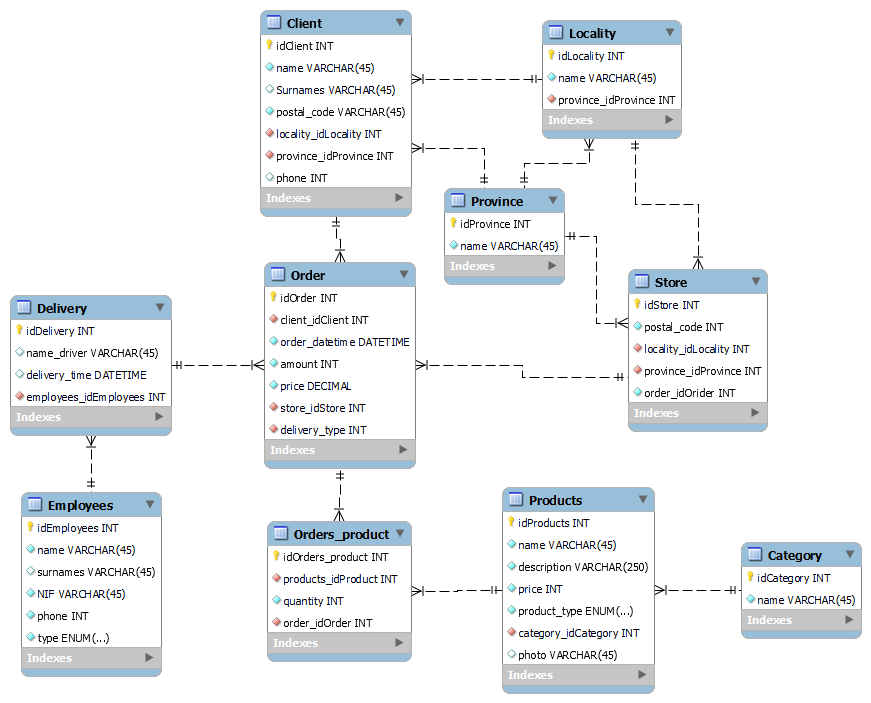 Client
idClient INT
name VARCHAR(45)
Surnames VARCHAR(45)
postal_code VARCHAR(45)
locality_idLocality INT
province_idProvince INT
phone INT
Indexes
Locality
idLocality INT
name VARCHAR(45)
province_idProvince INT
Indexes
Province
idProvince INT
name VARCHAR(45)
Indexes
Order
idOrder INT
client_idClient INT
order_datetime DATETIME
amount INT
price DECIMAL
store_idStore INT
delivery_type INT
Indexes
Store
idStore INT
postal_code INT
locality_idLocality INT
province_idProvince INT
order_idOrider INT
Indexes
Delivery
idDelivery INT
name_driver VARCHAR(45)
delivery_time DATETIME
employees_idEmployees INT
Indexes
Employees
idEmployees INT
name VARCHAR(45)
surnames VARCHAR(45)
NIF VARCHAR(45)
phone INT
type ENUM(...)
Indexes
Orders_product
idOrders_product INT
products_idProduct INT
quantity INT
order_idOrder INT
Indexes
Products
idProducts INT
name VARCHAR(45)
description VARCHAR(250)
price INT
product_type ENUM(...)
category_idCategory INT
photo VARCHAR(45)
Indexes
Category
idCategory INT
name VARCHAR(45)
Indexes